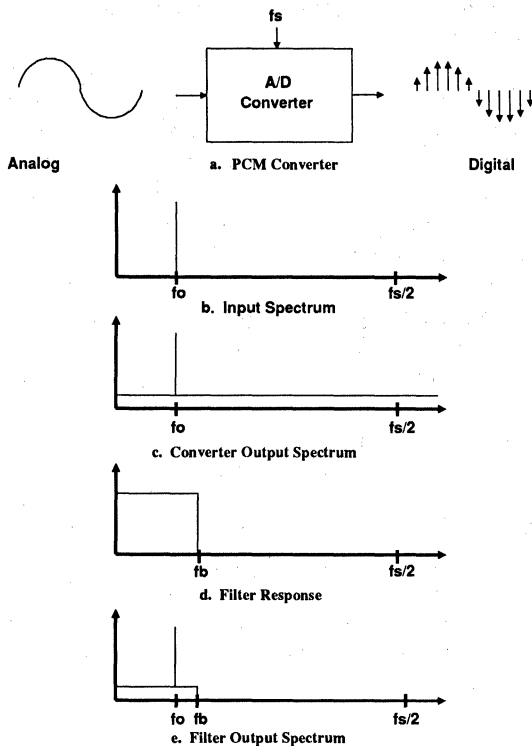 fs
A/D
Converter
Analog
a. PCM Converter
Digital
fo
fs/2
b. Input Spectrum
fo
fs/2
c. Converter Output Spectrum
fb
fs/2
d. Filter Response
fo fb
fs/2
e. Filter Output Spectrum